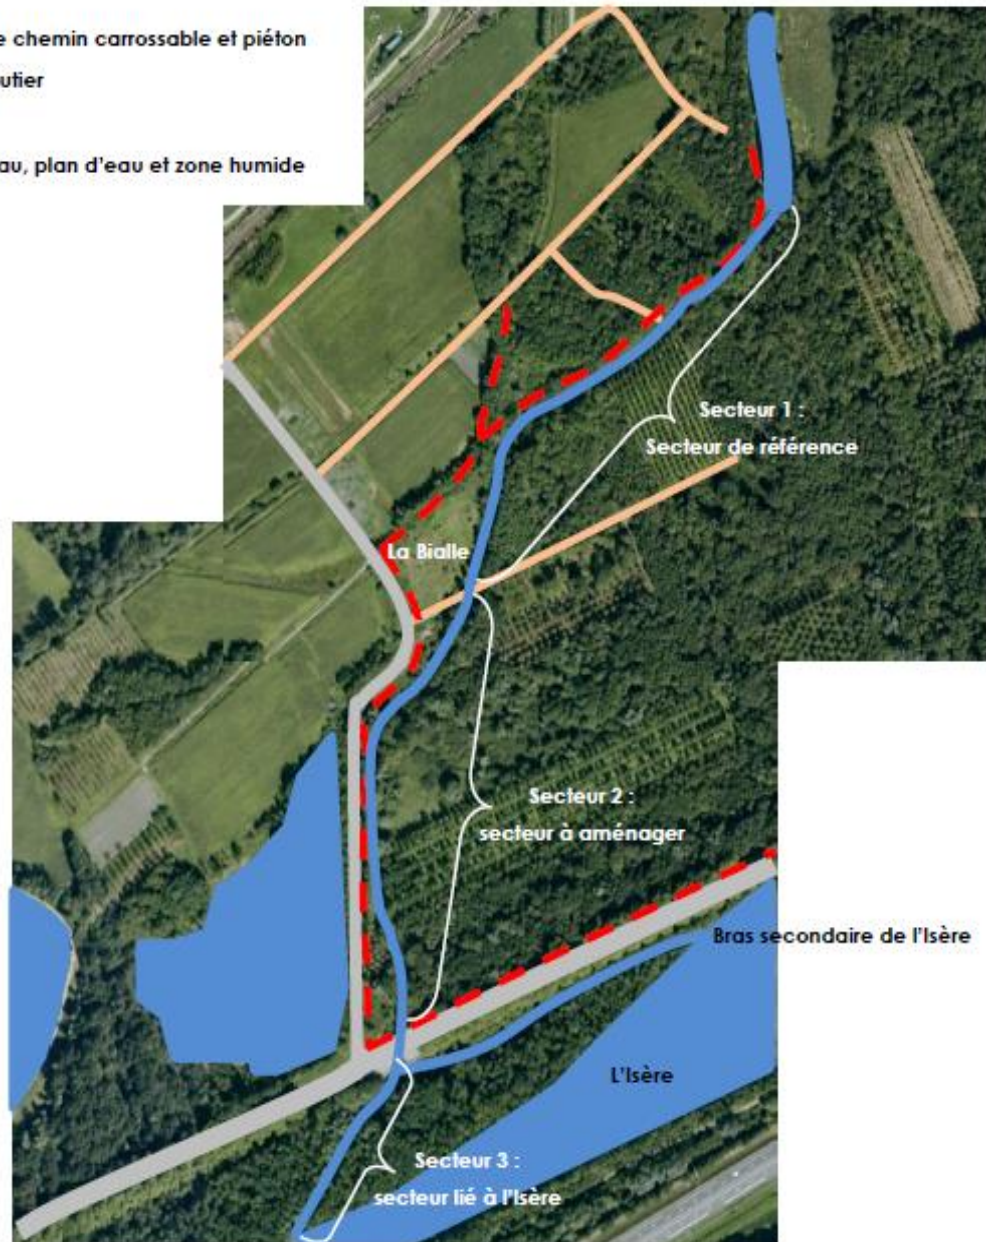 e chemin carrossable et piéton
utier
au, plan d'eau et zone humide
Secteur 1 :
Secteur de référence
La Bialle
Secteur 2 :
secteur à aménager
Bras secondaire de l'Isère
L'Isère
Secteur 3 :
secteur lié à l'Isère